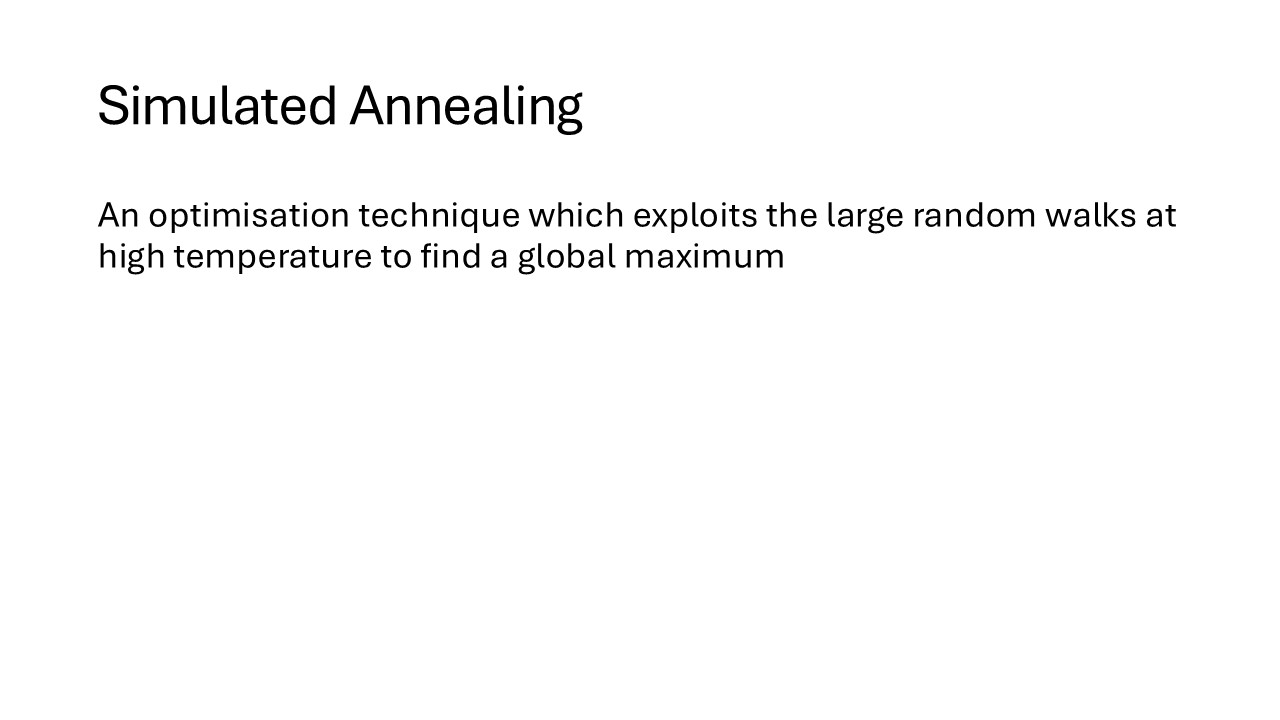 Simulated Annealing
An optimisation technique which exploits the large random walks at
high temperature to find a global maximum